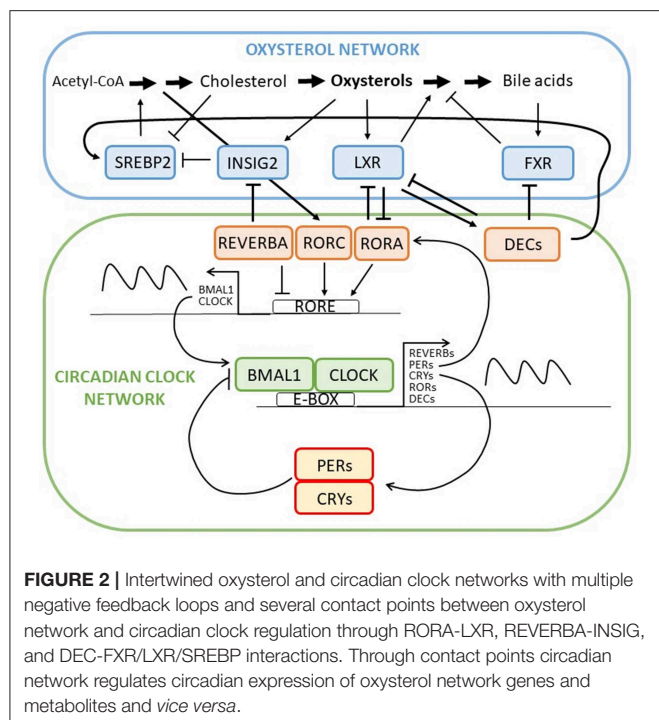 OXYSTEROL NETWORK
Acetyl-CoA Cholesterol Oxysterols Bile acids
SREBP2 INSIG2 LXR FXR
REVERBA RORC RORA DECs
BMAL1
CLOCK
RORE
CIRCADIAN CLOCK
NETWORK
BMAL1 CLOCK
E-BOX
REVERBs
PERs
CRYs
RORs
DECs
PERs
CRYs
FIGURE 2 | Intertwined oxysterol and circadian clock networks with multiple
negative feedback loops and several contact points between oxysterol
network and circadian clock regulation through RORA-LXR, REVERBA-INSIG,
and DEC-FXR/LXR/SREBP interactions. Through contact points circadian
network regulates circadian expression of oxysterol network genes and
metabolites and vice versa.